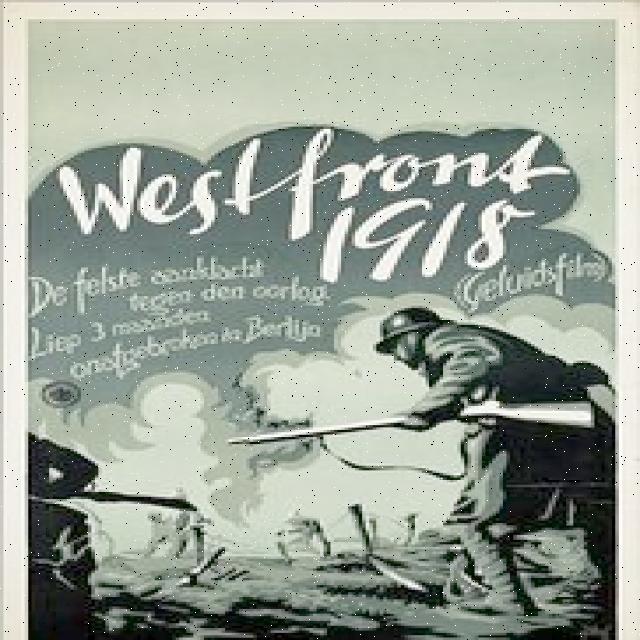 Westfront
1918
(Geluidsfilm)
De felste aanklacht
tegen den oorlog.
Liep 3 maanden
onafgebroken in Berlijn